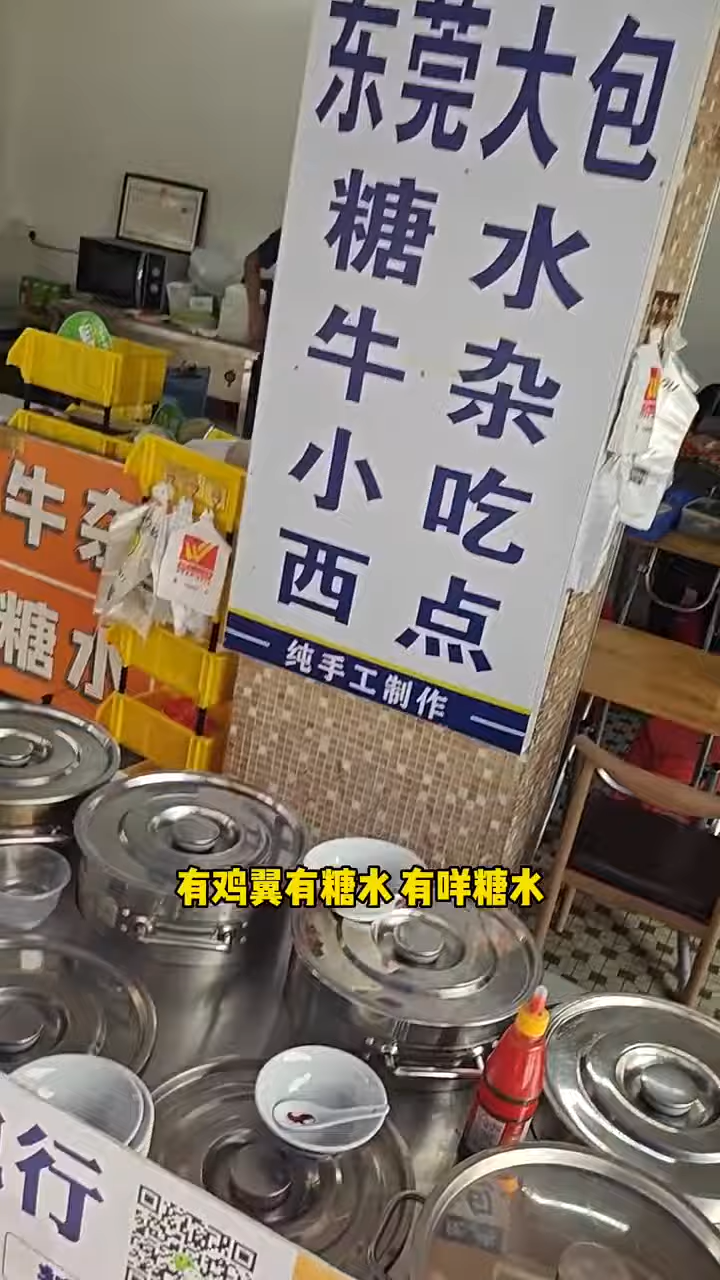 东莞大包
糖水
牛杂
小吃
西点
纯手工制作
牛杂
糖水
有鸡翼有糖水 有咩糖水
行